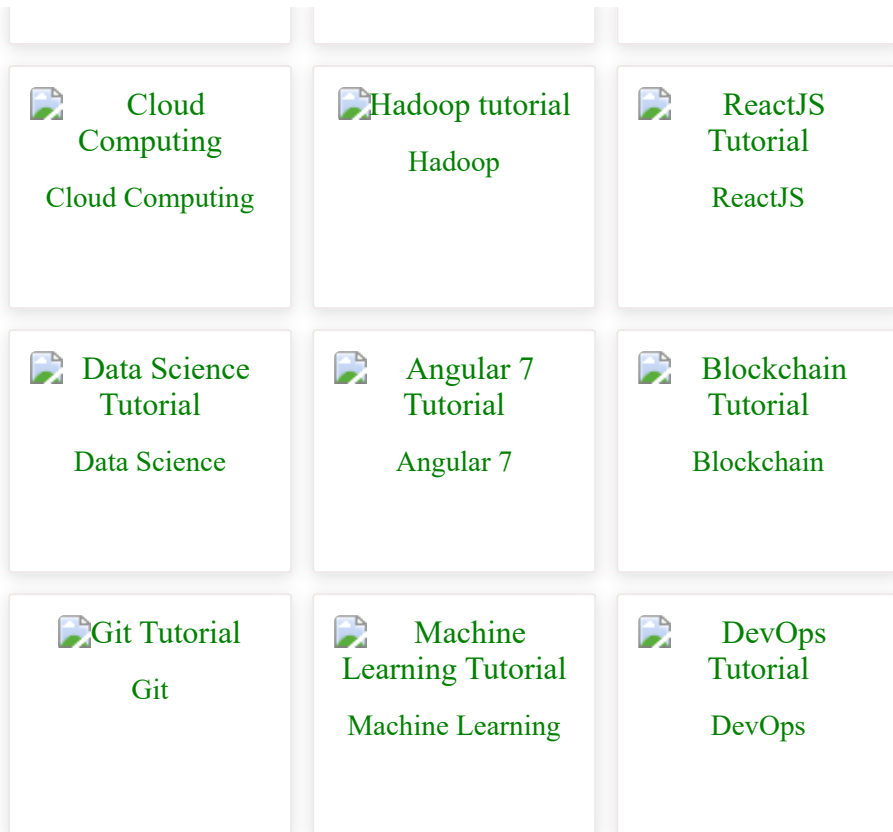 Cloud
Computing
Cloud Computing
Hadoop tutorial
Hadoop
ReactJS
Tutorial
ReactJS
Data Science
Tutorial
Data Science
Angular 7
Tutorial
Angular 7
Blockchain
Tutorial
Blockchain
Git Tutorial
Git
Machine
Learning Tutorial
Machine Learning
DevOps
Tutorial
DevOps